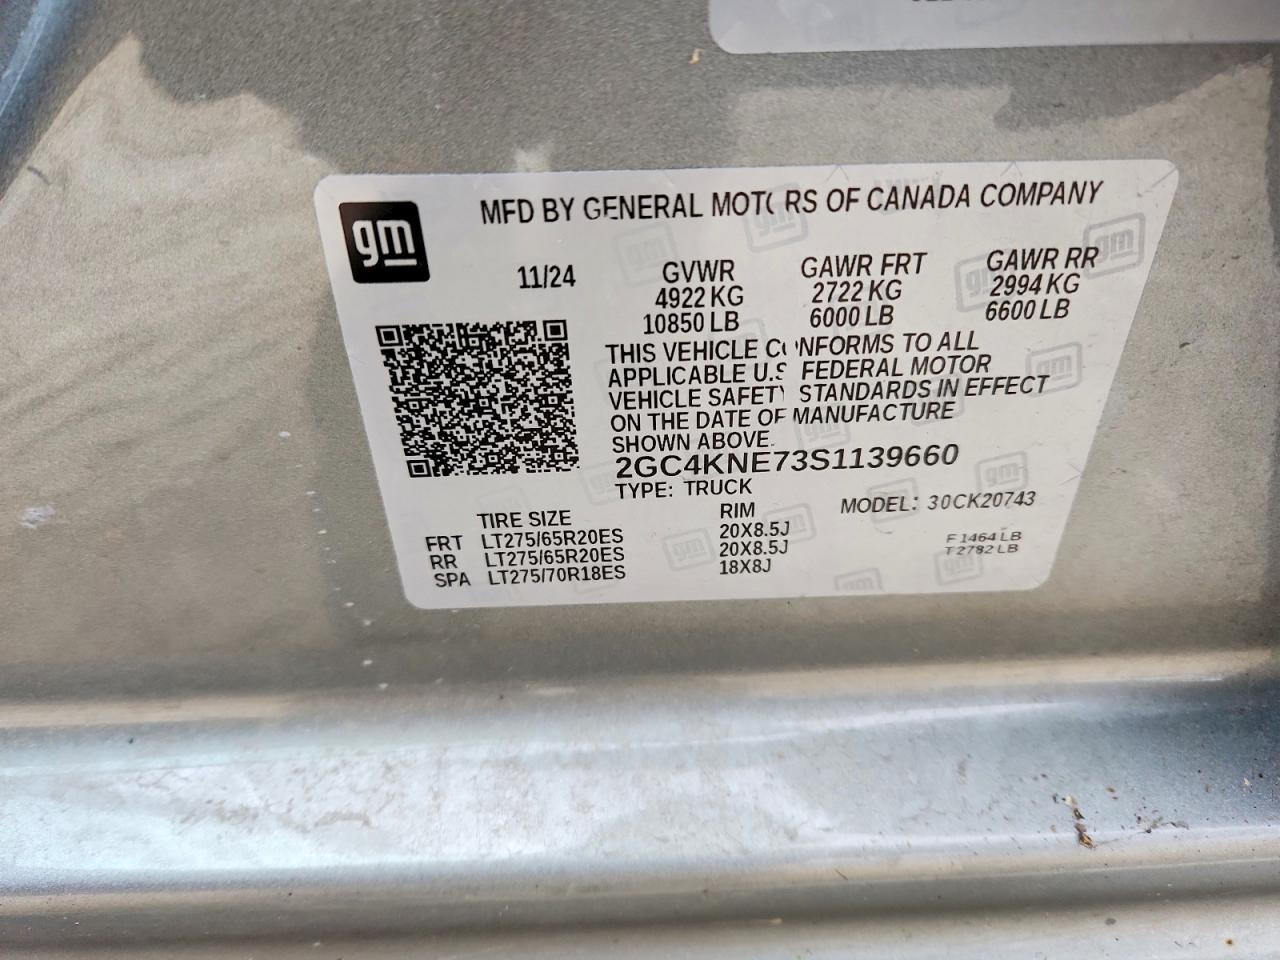 gm
MFD BY GENERAL MOTORS OF CANADA COMPANY
11/24
GVWR GAWR FRT GAWR RR
4922 KG 2722 KG 2994 KG
10850 LB 6000 LB 6600 LB
THIS VEHICLE CONFORMS TO ALL
APPLICABLE U.S FEDERAL MOTOR
VEHICLE SAFETY STANDARDS IN EFFECT
ON THE DATE OF MANUFACTURE
SHOWN ABOVE.
2GC4KNE73S1139660
TYPE: TRUCK
MODEL: 30CK20743
TIRE SIZE RIM
FRT LT275/65R20ES 20X8.5J
RR LT275/65R20ES 20X8.5J
SPA LT275/70R18ES 18X8J
F 1464 LB
T 2782 LB